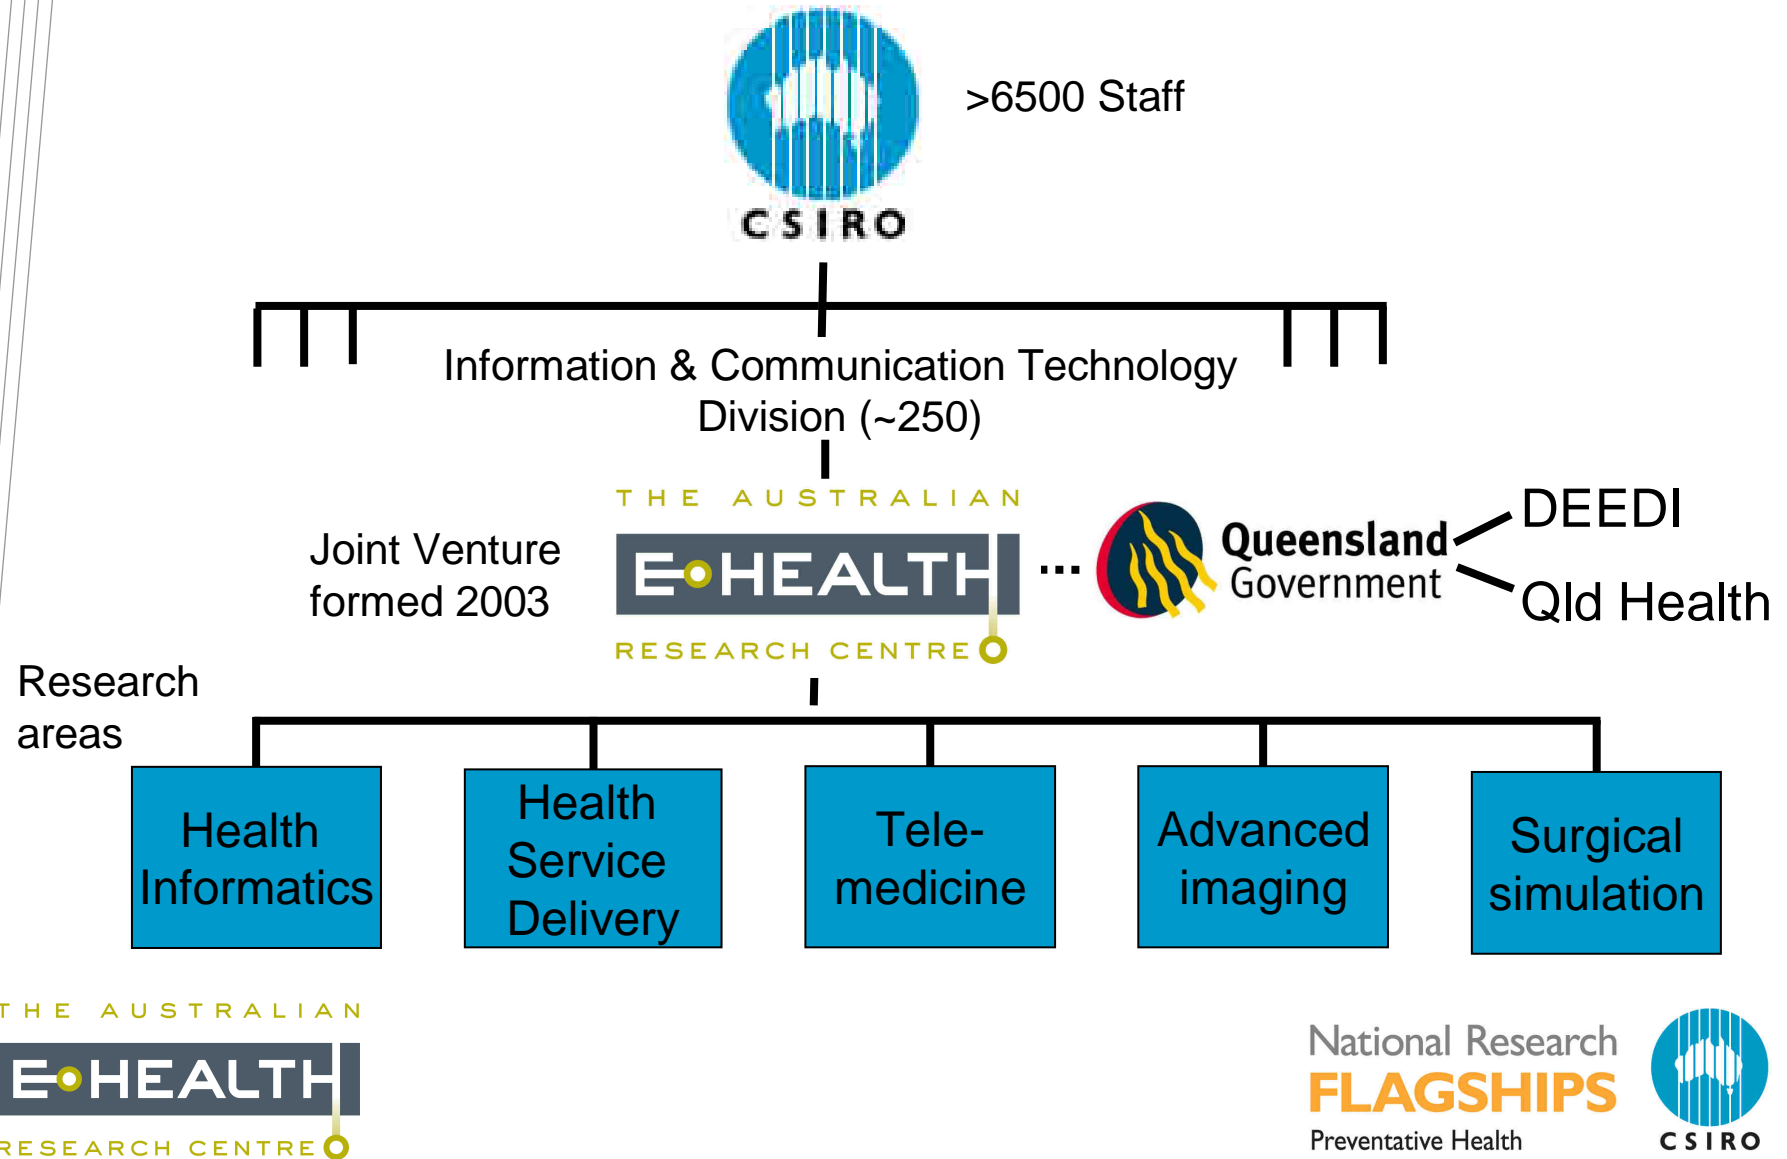 CSIRO
>6500 Staff
Information & Communication Technology
Division (~250)
THE AUSTRALIAN
E-HEALTH
RESEARCH CENTRE
Joint Venture
formed 2003
...
Queensland
Government
DEEDI
Qld Health
Research
areas
Health
Informatics
Health
Service
Delivery
Tele-
medicine
Advanced
imaging
Surgical
simulation
THE AUSTRALIAN
E-HEALTH
RESEARCH CENTRE
National Research
FLAGSHIPS
Preventative Health
CSIRO